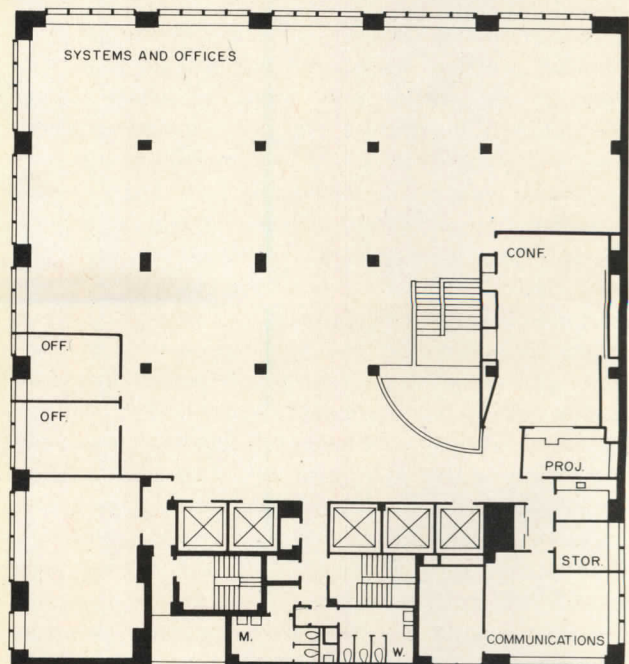 SYSTEMS AND OFFICES
CONF.
OFF.
OFF.
PROJ.
STOR.
M.
W.
COMMUNICATIONS